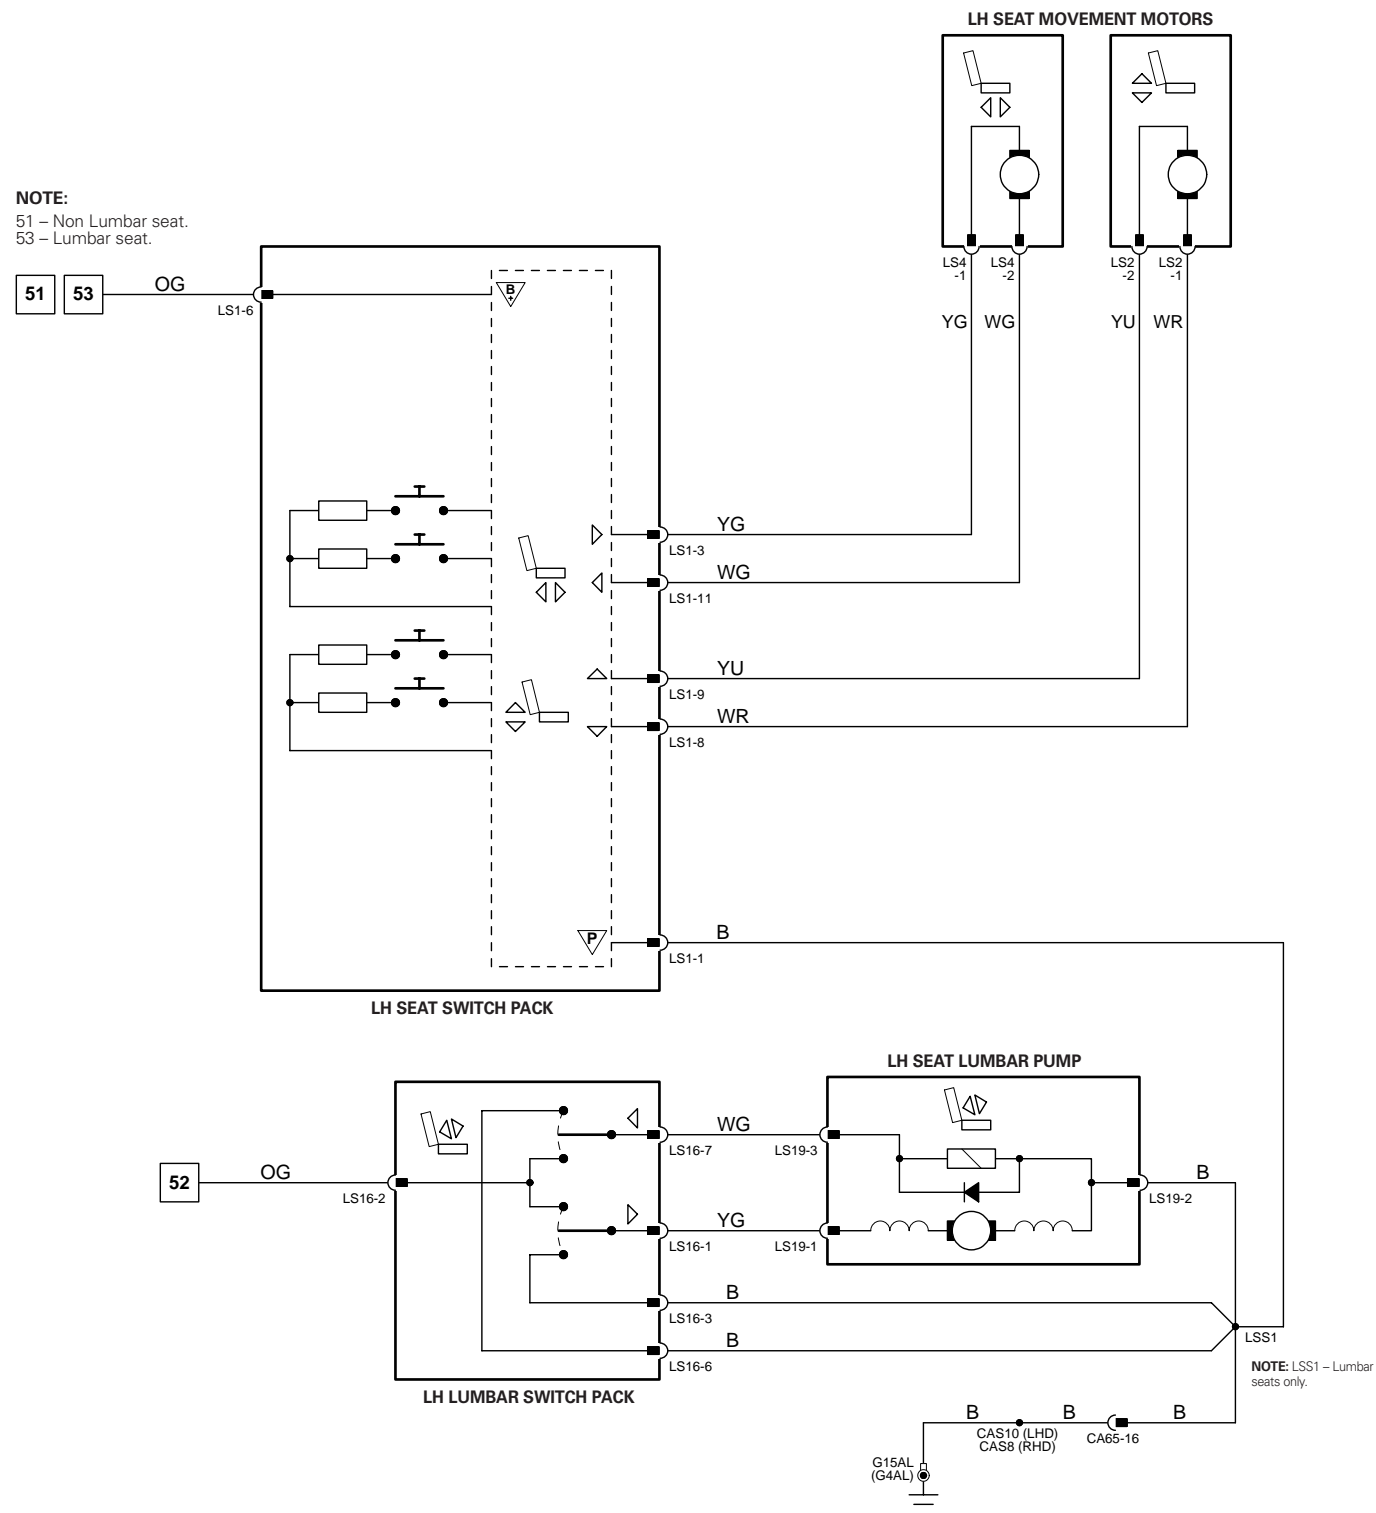 LH SEAT MOVEMENT MOTORS
NOTE:
51 – Non Lumbar seat.
53 – Lumbar seat.
51
53
OG
LS1-6
B
+
LS4
-1
LS4
-2
LS2
-2
LS2
-1
YG
WG
YU
WR
YG
LS1-3
WG
LS1-11
YU
LS1-9
WR
LS1-8
P
B
LS1-1
LH SEAT SWITCH PACK
LH SEAT LUMBAR PUMP
52
OG
LS16-2
WG
LS16-7
LS19-3
B
LS19-2
YG
LS16-1
LS19-1
B
LS16-3
B
LS16-6
LSS1
NOTE: LSS1 – Lumbar
seats only.
LH LUMBAR SWITCH PACK
B
B
B
CAS10 (LHD)
CAS8 (RHD)
CA65-16
G15AL
(G4AL)